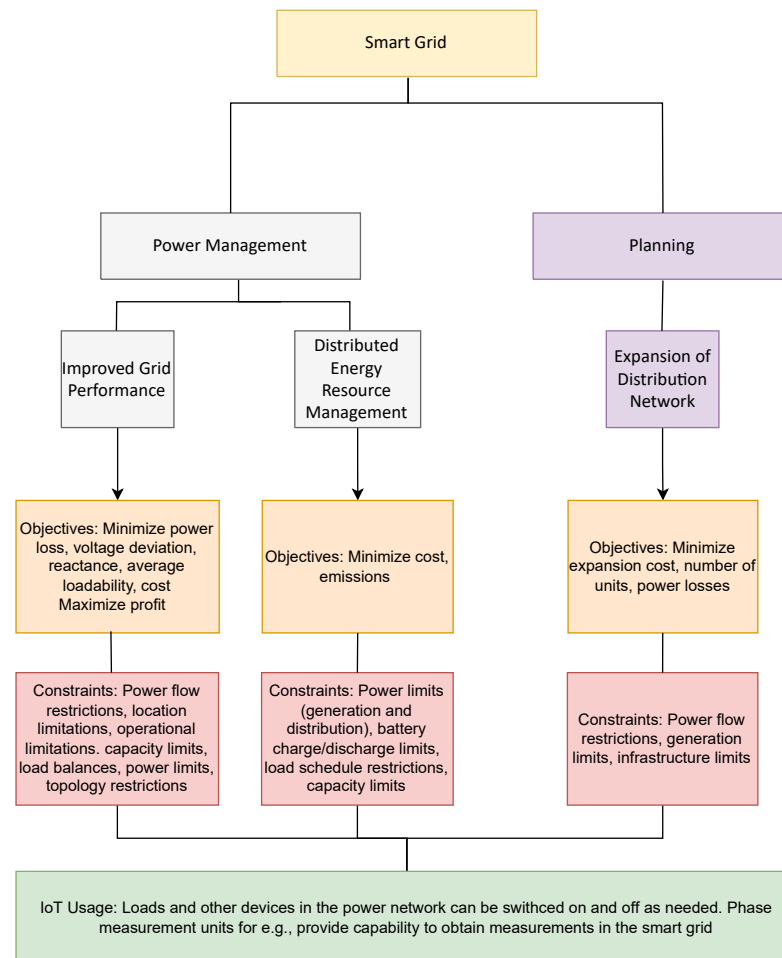 Smart Grid
Power Management
Planning
Improved Grid
Performance
Distributed
Energy
Resource
Management
Expansion of
Distribution
Network
Objectives: Minimize power
loss, voltage deviation,
reactance, average
loadability, cost
Maximize profit
Objectives: Minimize cost,
emissions
Objectives: Minimize
expansion cost, number of
units, power losses
Constraints: Power flow
restrictions, location
limitations, operational
limitations. capacity limits,
load balances, power limits,
topology restrictions
Constraints: Power limits
(generation and
distribution), battery
charge/discharge limits,
load schedule restrictions,
capacity limits
Constraints: Power flow
restrictions, generation
limits, infrastructure limits
IoT Usage: Loads and other devices in the power network can be swithced on and off as needed. Phase
measurement units for e.g., provide capability to obtain measurements in the smart grid